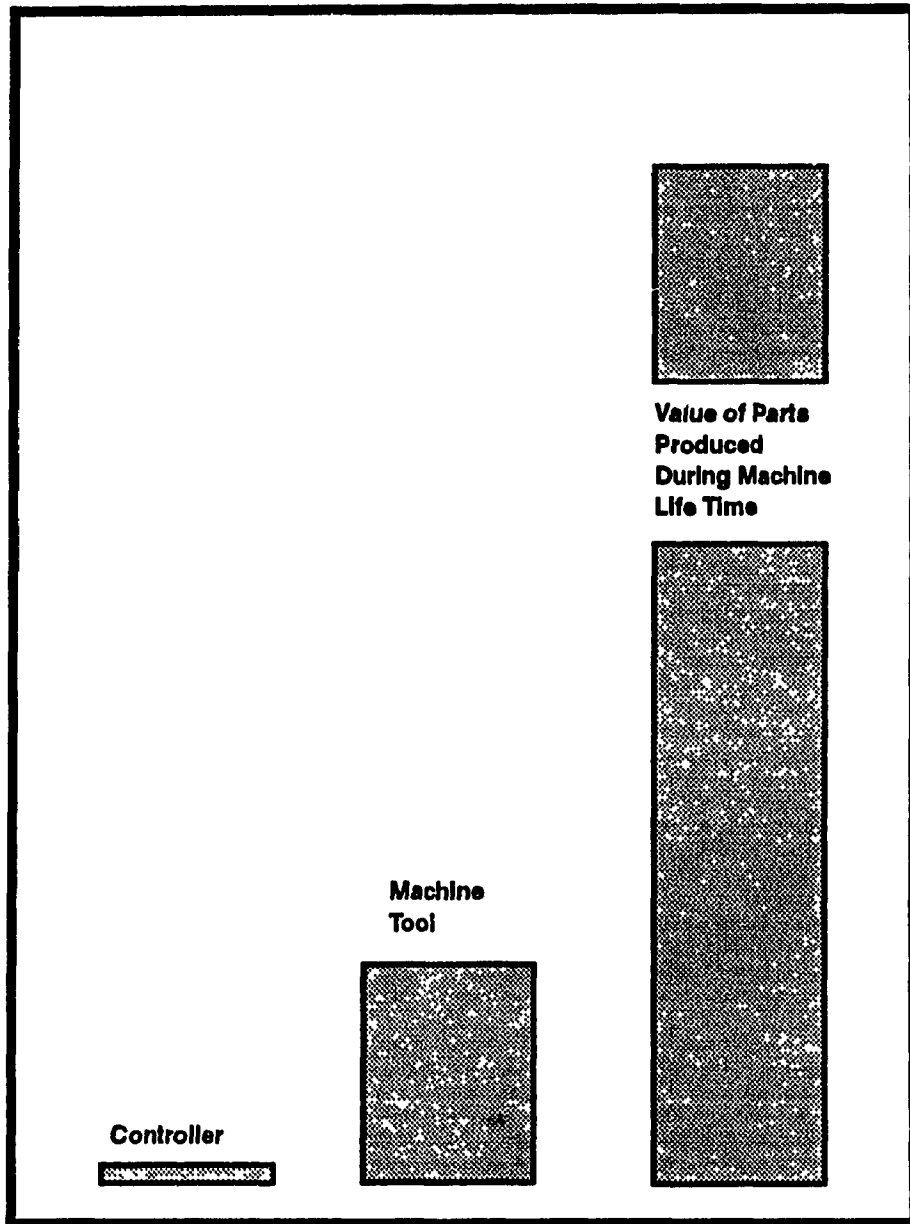 Value of Parts
Produced
During Machine
Life Time
Machine
Tool
Controller